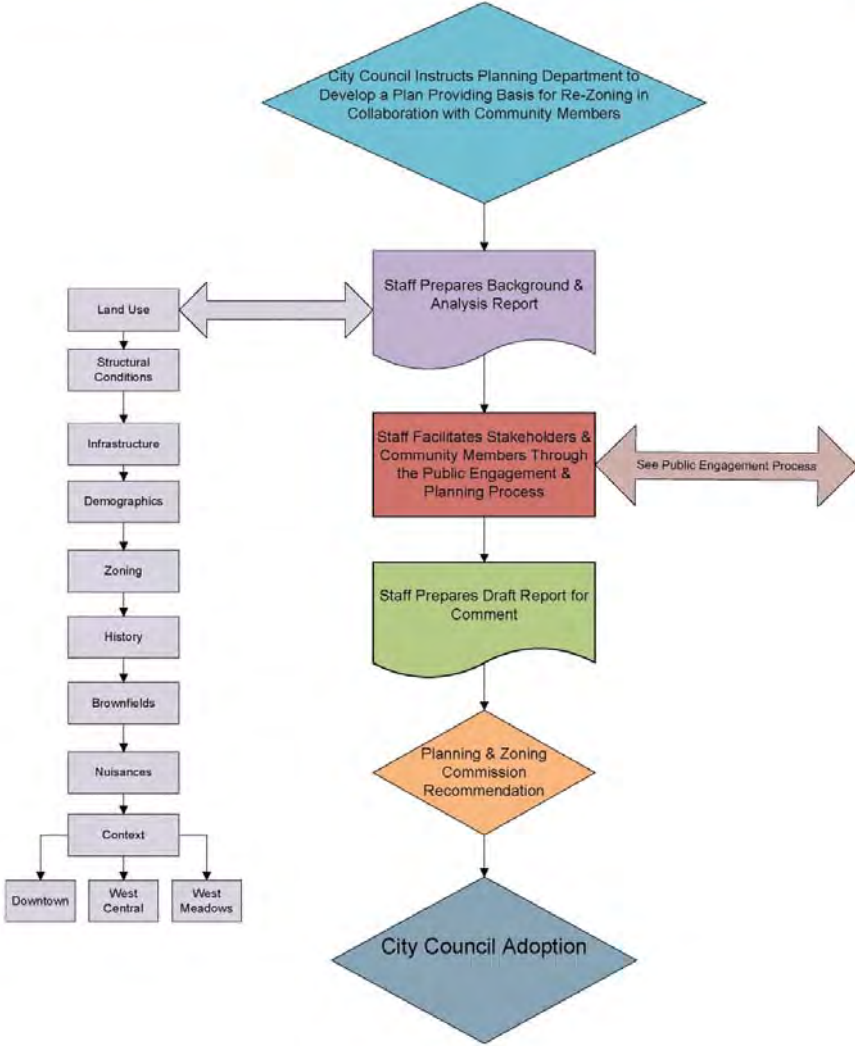 City Council Instructs Planning Department to
Develop a Plan Providing Basis for Re-Zoning in
Collaboration with Community Members
Staff Prepares Background &
Analysis Report
Land Use
Structural
Conditions
Infrastructure
Demographics
Zoning
History
Brownfields
Nuisances
Context
Downtown
West
Central
West
Meadows
Staff Facilitates Stakeholders &
Community Members Through
the Public Engagement &
Planning Process
See Public Engagement Process
Staff Prepares Draft Report for
Comment
Planning & Zoning
Commission
Recommendation
City Council Adoption